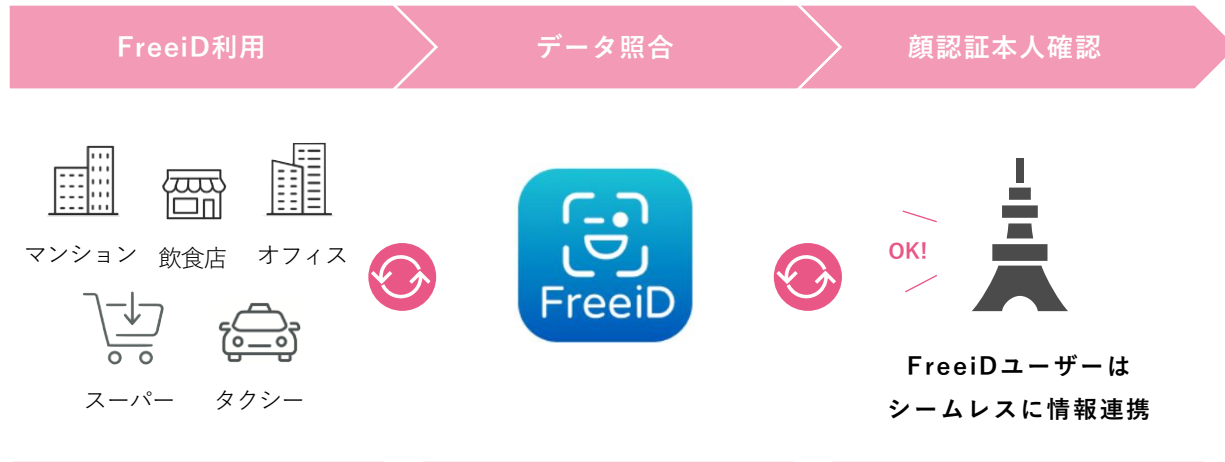 FreeiD利用
データ照合
顔認証本人確認
マンション
飲食店
オフィス
スーパー
タクシー
FreeiD
OK!
FreeiDユーザーは
シームレスに情報連携